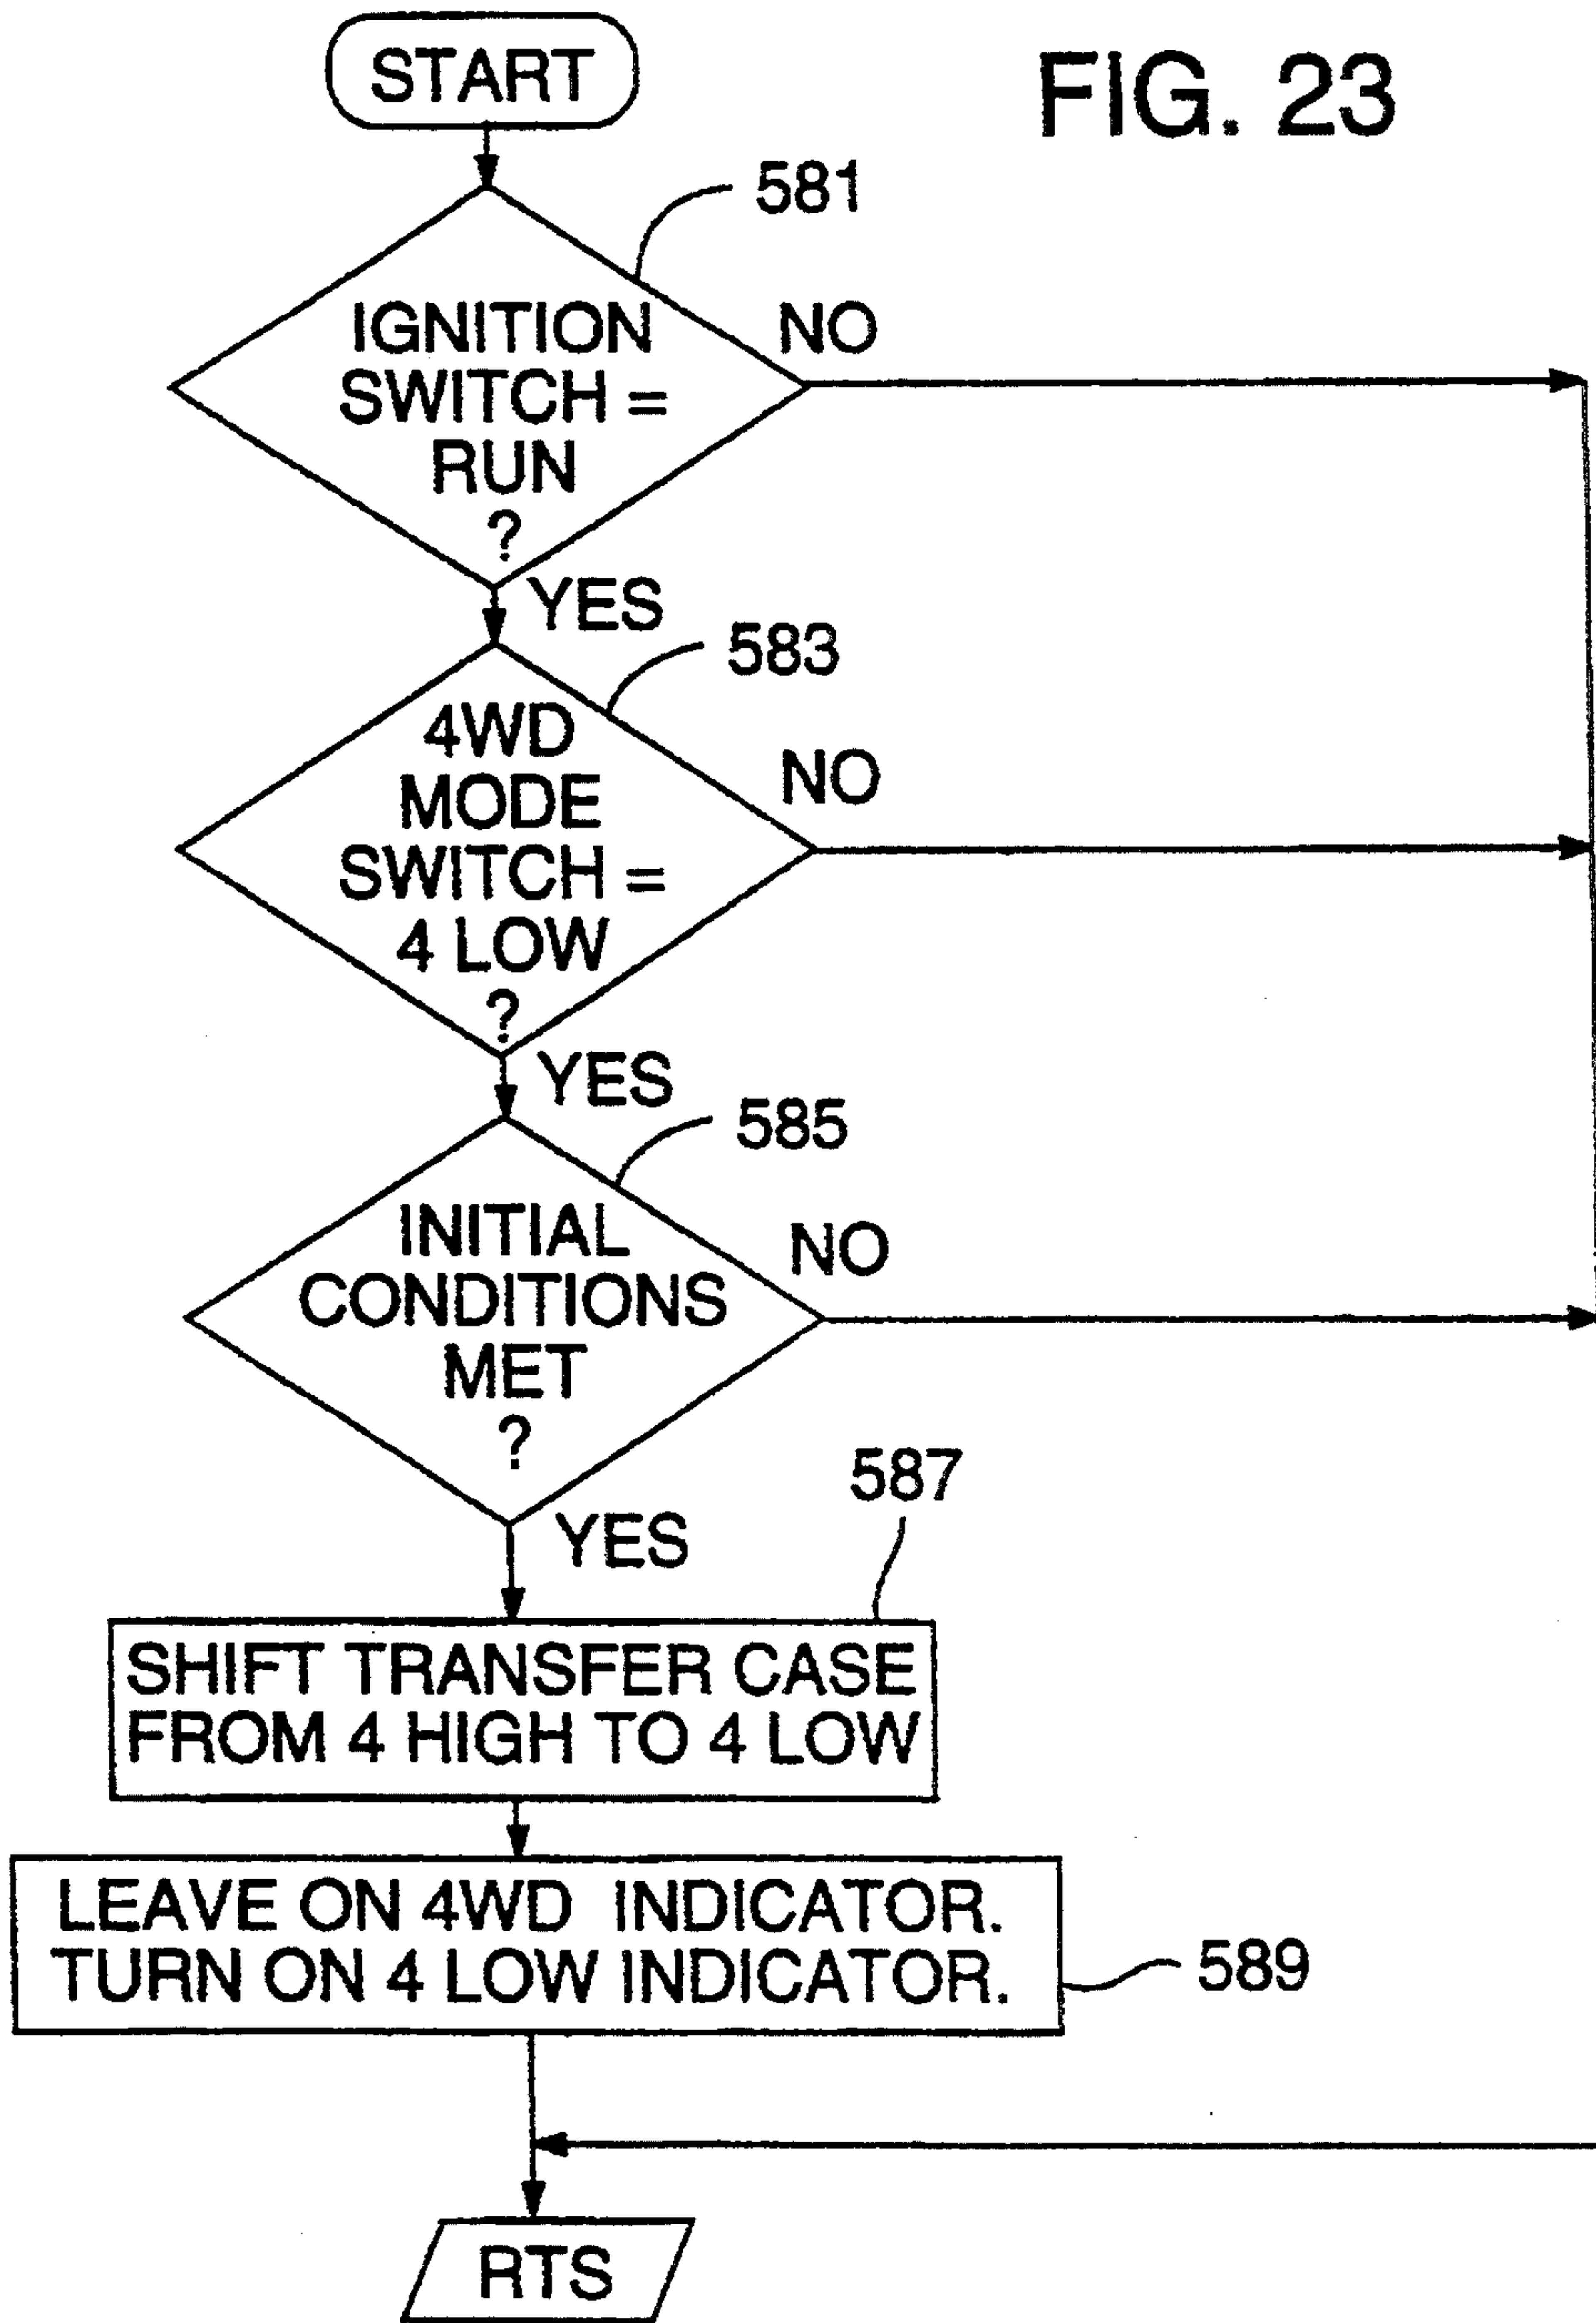 START
FIG. 23
581
IGNITION
SWITCH =
RUN
?
NO
YES
583
4WD
MODE
SWITCH =
4 LOW
?
NO
YES
585
INITIAL
CONDITIONS
MET
?
NO
YES
587
SHIFT TRANSFER CASE
FROM 4 HIGH TO 4 LOW
LEAVE ON 4WD INDICATOR.
TURN ON 4 LOW INDICATOR.
589
RTS